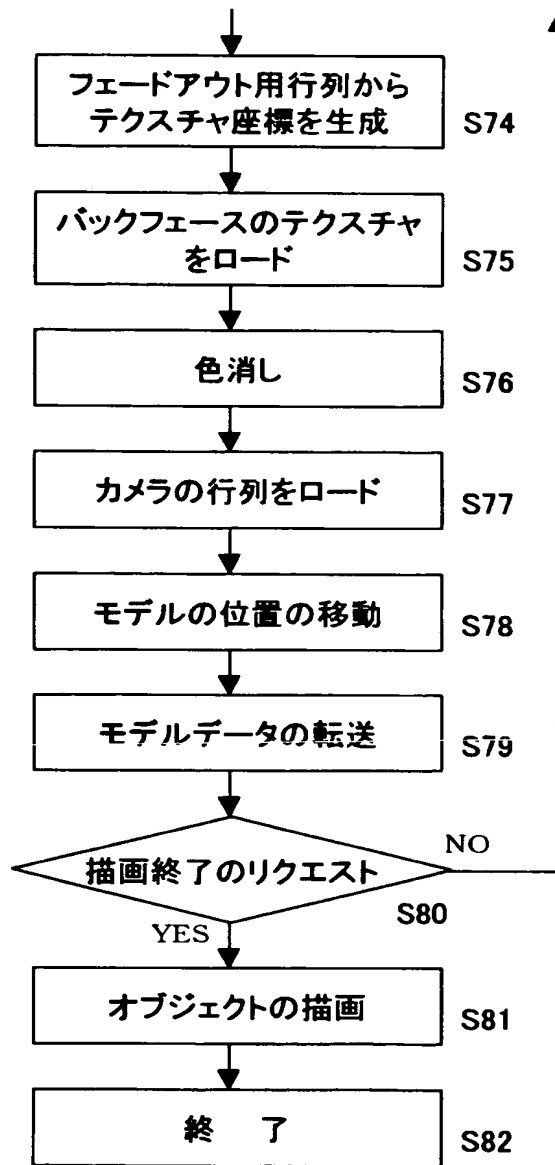 フェードアウト用行列から
テクスチャ座標を生成
S74
バックフェースのテクスチャ
をロード
S75
色消し
S76
カメラの行列をロード
S77
モデルの位置の移動
S78
モデルデータの転送
S79
描画終了のリクエスト
NO
S80
YES
オブジェクトの描画
S81
終 了
S82